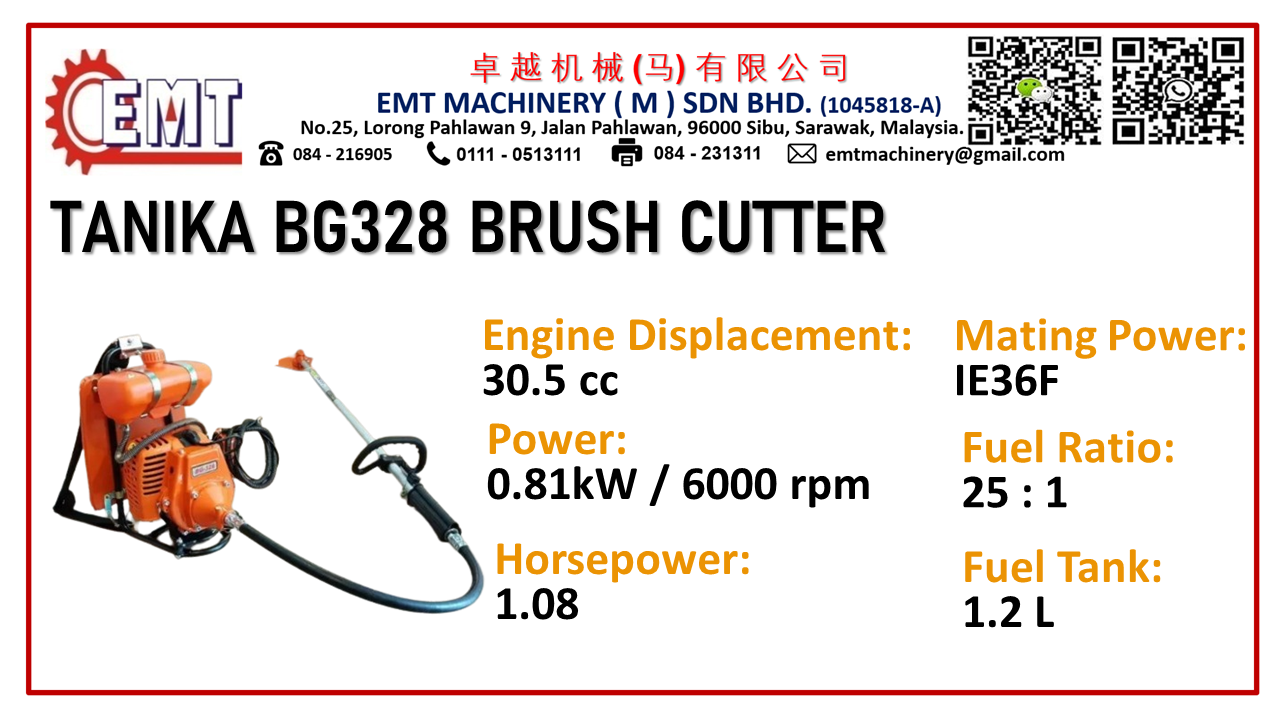 EMT
卓越机械(马)有限公司
EMT MACHINERY ( M ) SDN BHD. (1045818-A)
No.25, Lorong Pahlawan 9, Jalan Pahlawan, 96000 Sibu, Sarawak, Malaysia.
084 - 216905 0111 - 0513111 084 - 231311 emtmachinery@gmail.com
TANIKA BG328 BRUSH CUTTER
Engine Displacement:
30.5 cc
Power:
0.81kW / 6000 rpm
Horsepower:
1.08
Mating Power:
IE36F
Fuel Ratio:
25 : 1
Fuel Tank:
1.2 L
BG-328